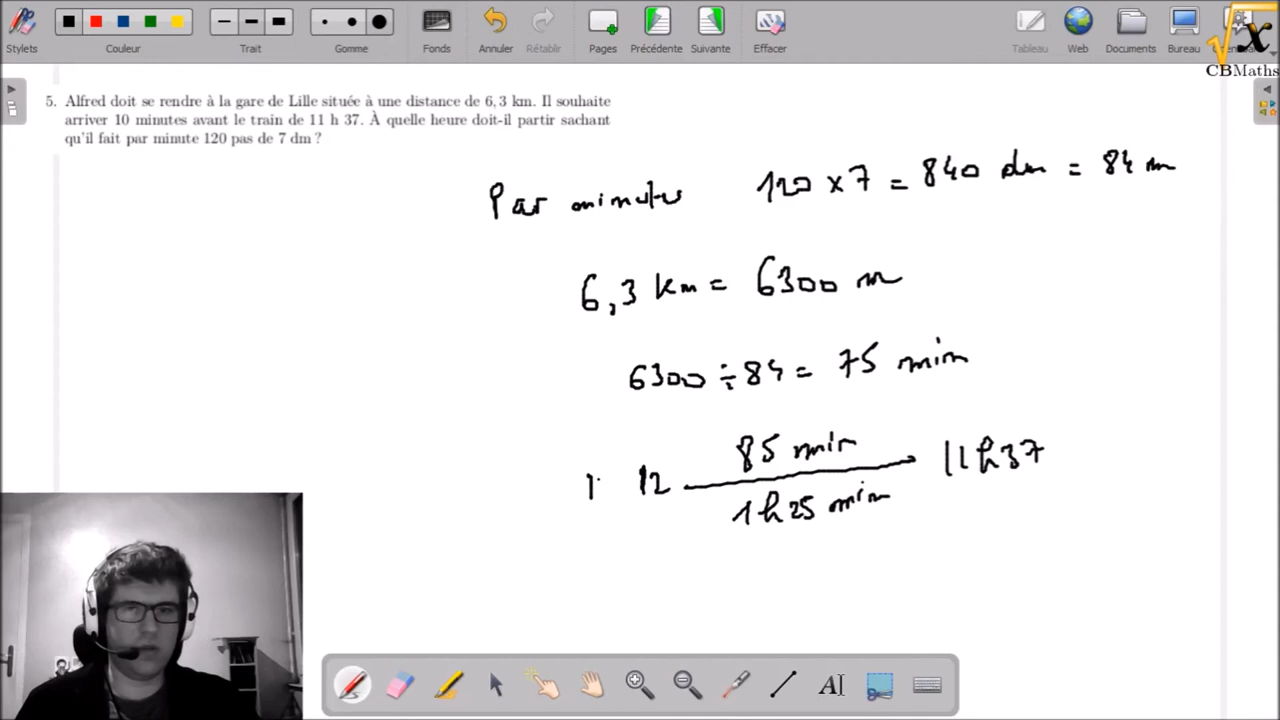 Stylets Couleur Trait Gomme Fonds Annuler Rétablir Pages Précédente Suivante Effacer Tableau Web Documents Bureau
CBMaths
5. Alfred doit se rendre à la gare de Lille située à une distance de 6,3 km. Il souhaite
arriver 10 minutes avant le train de 11 h 37. À quelle heure doit-il partir sachant
qu'il fait par minute 120 pas de 7 dm ?
Par minutes 120 x 7 = 840 dm = 84 m
6,3 km = 6300 m
6300 ÷ 84 = 75 min
85 min
1 12 11h37
1h25 min